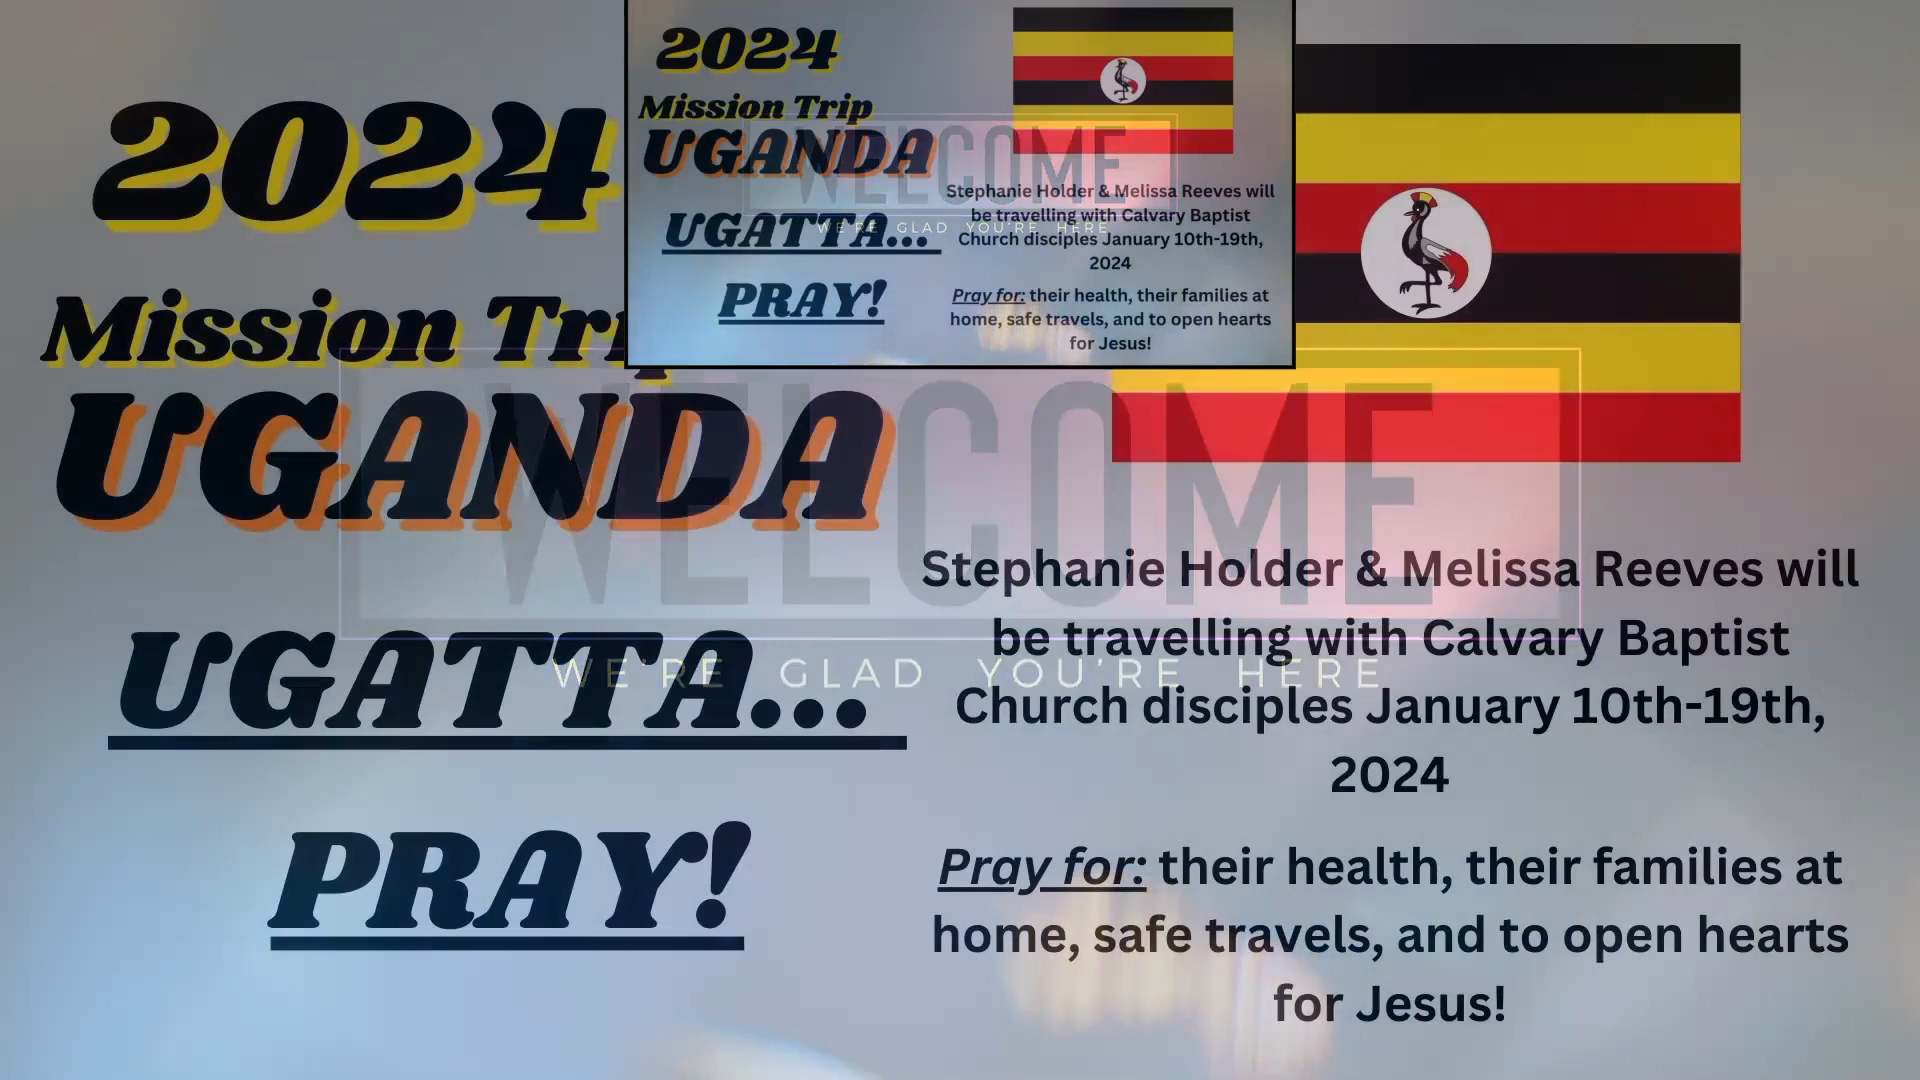 2024
Mission Trip
UGANDA
UGATTA...
PRAY!
Stephanie Holder & Melissa Reeves will
be travelling with Calvary Baptist
Church disciples January 10th-19th,
2024
Pray for: their health, their families at
home, safe travels, and to open hearts
for Jesus!
WELCOME
WE'RE GLAD YOU'RE HERE
2024
Mission Tri
UGANDA
UGATTA...
PRAY!
WELCOME
WE'RE GLAD YOU'RE HERE
Stephanie Holder & Melissa Reeves will
be travelling with Calvary Baptist
Church disciples January 10th-19th,
2024
Pray for: their health, their families at
home, safe travels, and to open hearts
for Jesus!